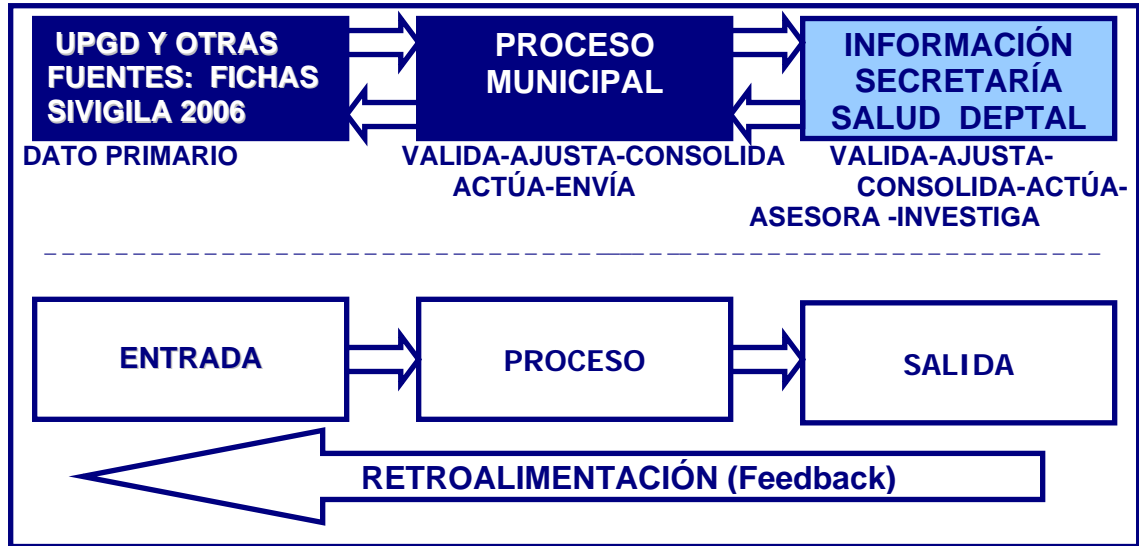 UPGD Y OTRAS
FUENTES: FICHAS
SIVIGILA 2006
PROCESO
MUNICIPAL
INFORMACIÓN
SECRETARÍA
SALUD DEPTAL
DATO PRIMARIO
VALIDA-AJUSTA-CONSOLIDA
ACTÚA-ENVÍA
VALIDA-AJUSTA-
CONSOLIDA-ACTÚA-
ASESORA -INVESTIGA
ENTRADA
PROCESO
SALIDA
RETROALIMENTACIÓN (Feedback)